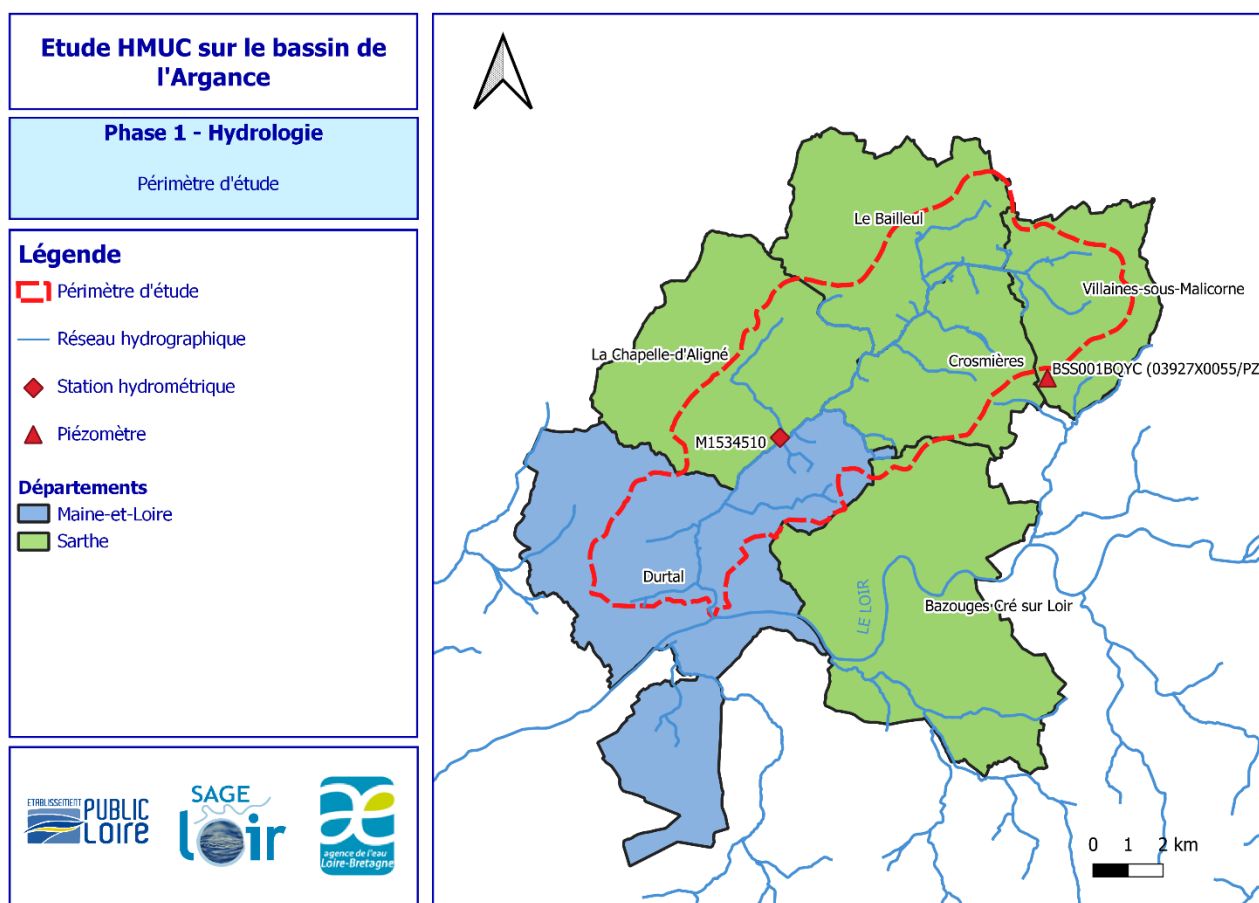 Etude HMUC sur le bassin de
l'Argance
Phase 1 - Hydrologie
Périmètre d'étude
Légende
Périmètre d'étude
Réseau hydrographique
Station hydrométrique
Piézomètre
Départements
Maine-et-Loire
Sarthe
ETABLISSEMENT
PUBLIC
LOIRE
SAGE
loir
agence de l'eau
Loire-Bretagne
Le Bailleul
Villaines-sous-Malicorne
La Chapelle-d'Aligné
Crosmières
BSS001BQYC (03927X0055/PZ
M1534510
Durtal
LE LOIR
Bazouges Cré sur Loir
0 1 2 km